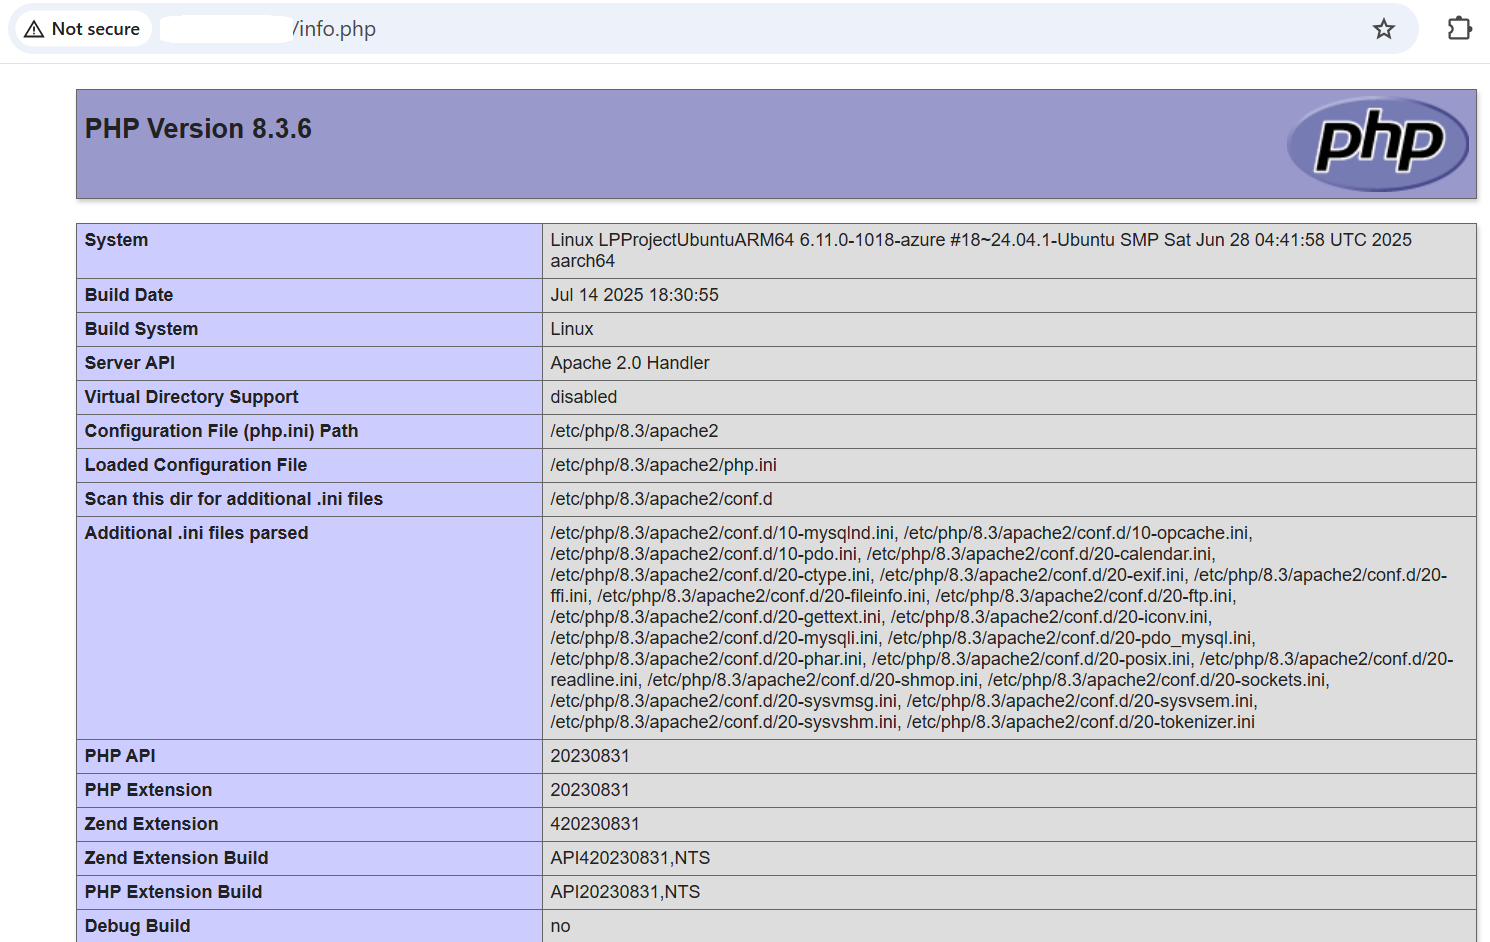 Not secure /info.php
PHP Version 8.3.6
php
System Linux LPProjectUbuntuARM64 6.11.0-1018-azure #18~24.04.1-Ubuntu SMP Sat Jun 28 04:41:58 UTC 2025
aarch64
Build Date Jul 14 2025 18:30:55
Build System Linux
Server API Apache 2.0 Handler
Virtual Directory Support disabled
Configuration File (php.ini) Path /etc/php/8.3/apache2
Loaded Configuration File /etc/php/8.3/apache2/php.ini
Scan this dir for additional .ini files /etc/php/8.3/apache2/conf.d
Additional .ini files parsed /etc/php/8.3/apache2/conf.d/10-mysqlnd.ini, /etc/php/8.3/apache2/conf.d/10-opcache.ini,
/etc/php/8.3/apache2/conf.d/10-pdo.ini, /etc/php/8.3/apache2/conf.d/20-calendar.ini,
/etc/php/8.3/apache2/conf.d/20-ctype.ini, /etc/php/8.3/apache2/conf.d/20-exif.ini, /etc/php/8.3/apache2/conf.d/20-
ffi.ini, /etc/php/8.3/apache2/conf.d/20-fileinfo.ini, /etc/php/8.3/apache2/conf.d/20-ftp.ini,
/etc/php/8.3/apache2/conf.d/20-gettext.ini, /etc/php/8.3/apache2/conf.d/20-iconv.ini,
/etc/php/8.3/apache2/conf.d/20-mysqli.ini, /etc/php/8.3/apache2/conf.d/20-pdo_mysql.ini,
/etc/php/8.3/apache2/conf.d/20-phar.ini, /etc/php/8.3/apache2/conf.d/20-posix.ini, /etc/php/8.3/apache2/conf.d/20-
readline.ini, /etc/php/8.3/apache2/conf.d/20-shmop.ini, /etc/php/8.3/apache2/conf.d/20-sockets.ini,
/etc/php/8.3/apache2/conf.d/20-sysvmsg.ini, /etc/php/8.3/apache2/conf.d/20-sysvsem.ini,
/etc/php/8.3/apache2/conf.d/20-sysvshm.ini, /etc/php/8.3/apache2/conf.d/20-tokenizer.ini
PHP API 20230831
PHP Extension 20230831
Zend Extension 420230831
Zend Extension Build API420230831,NTS
PHP Extension Build API20230831,NTS
Debug Build no